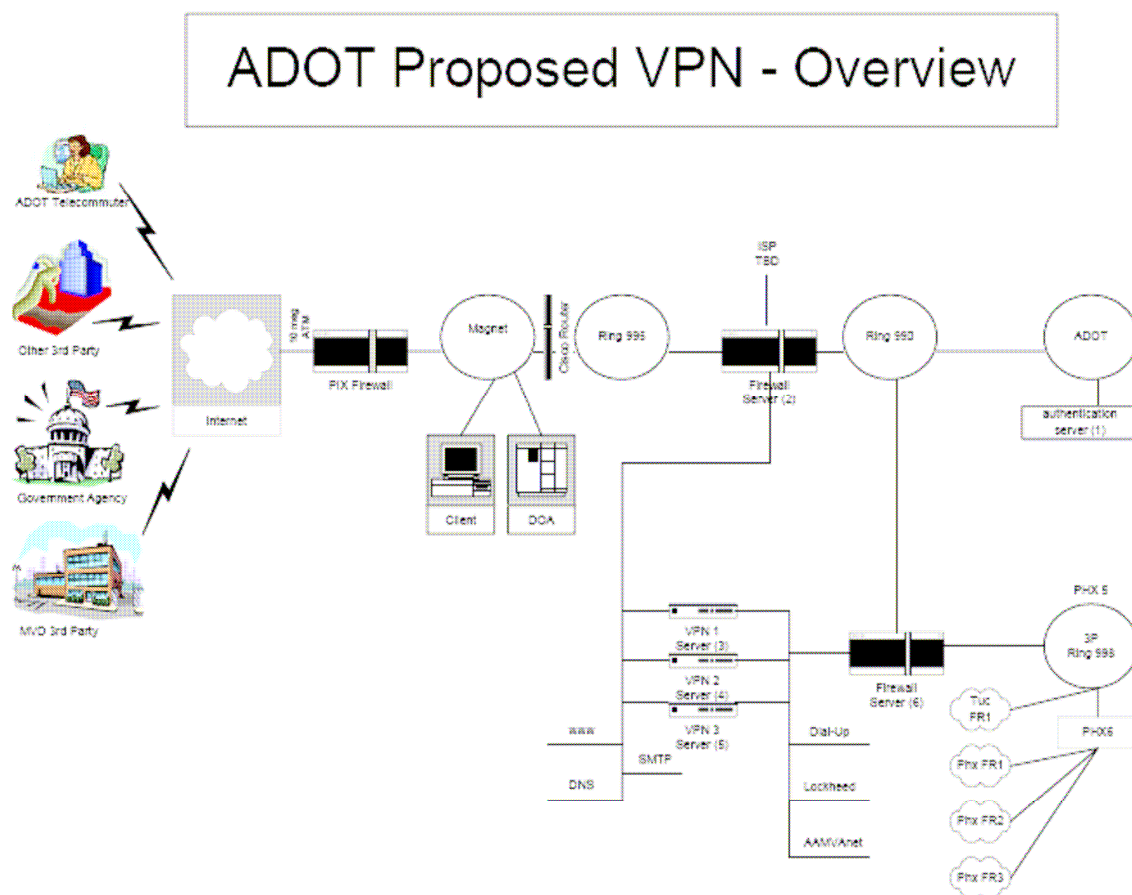 ADOT Proposed VPN - Overview
ADOT Telecommuter
Other 3rd Party
Government Agency
MVD 3rd Party
Internet
ATM
PIX Firewall
Magnet
Cisco Router
Client
DOA
Ring 996
ISP
TBD
Firewall
Server (2)
Ring 990
ADOT
authentication
server (1)
VPN 1
Server (3)
VPN 2
Server (4)
VPN 3
Server (5)
www
SMTP
DNS
Dial-Up
Lockheed
AAMVAnet
Firewall
Server (6)
PHX 5
3P
Ring 998
Tuc
FR1
PHX6
Phx FR1
Phx FR2
Phx FR3